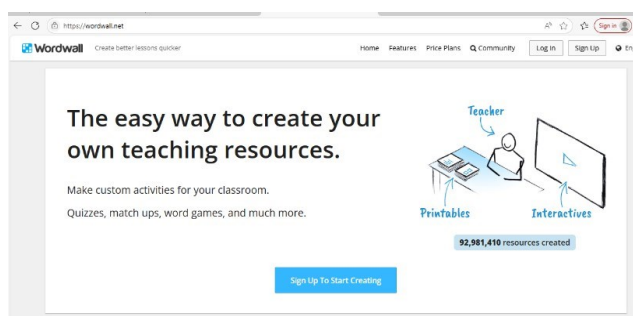 https://wordwall.net
Sign in
Wordwall Create better lessons quicker Home Features Price Plans Community Log In Sign Up En
The easy way to create your
own teaching resources.
Make custom activities for your classroom.
Quizzes, match ups, word games, and much more.
Teacher
Printables Interactives
92,981,410 resources created
Sign Up To Start Creating